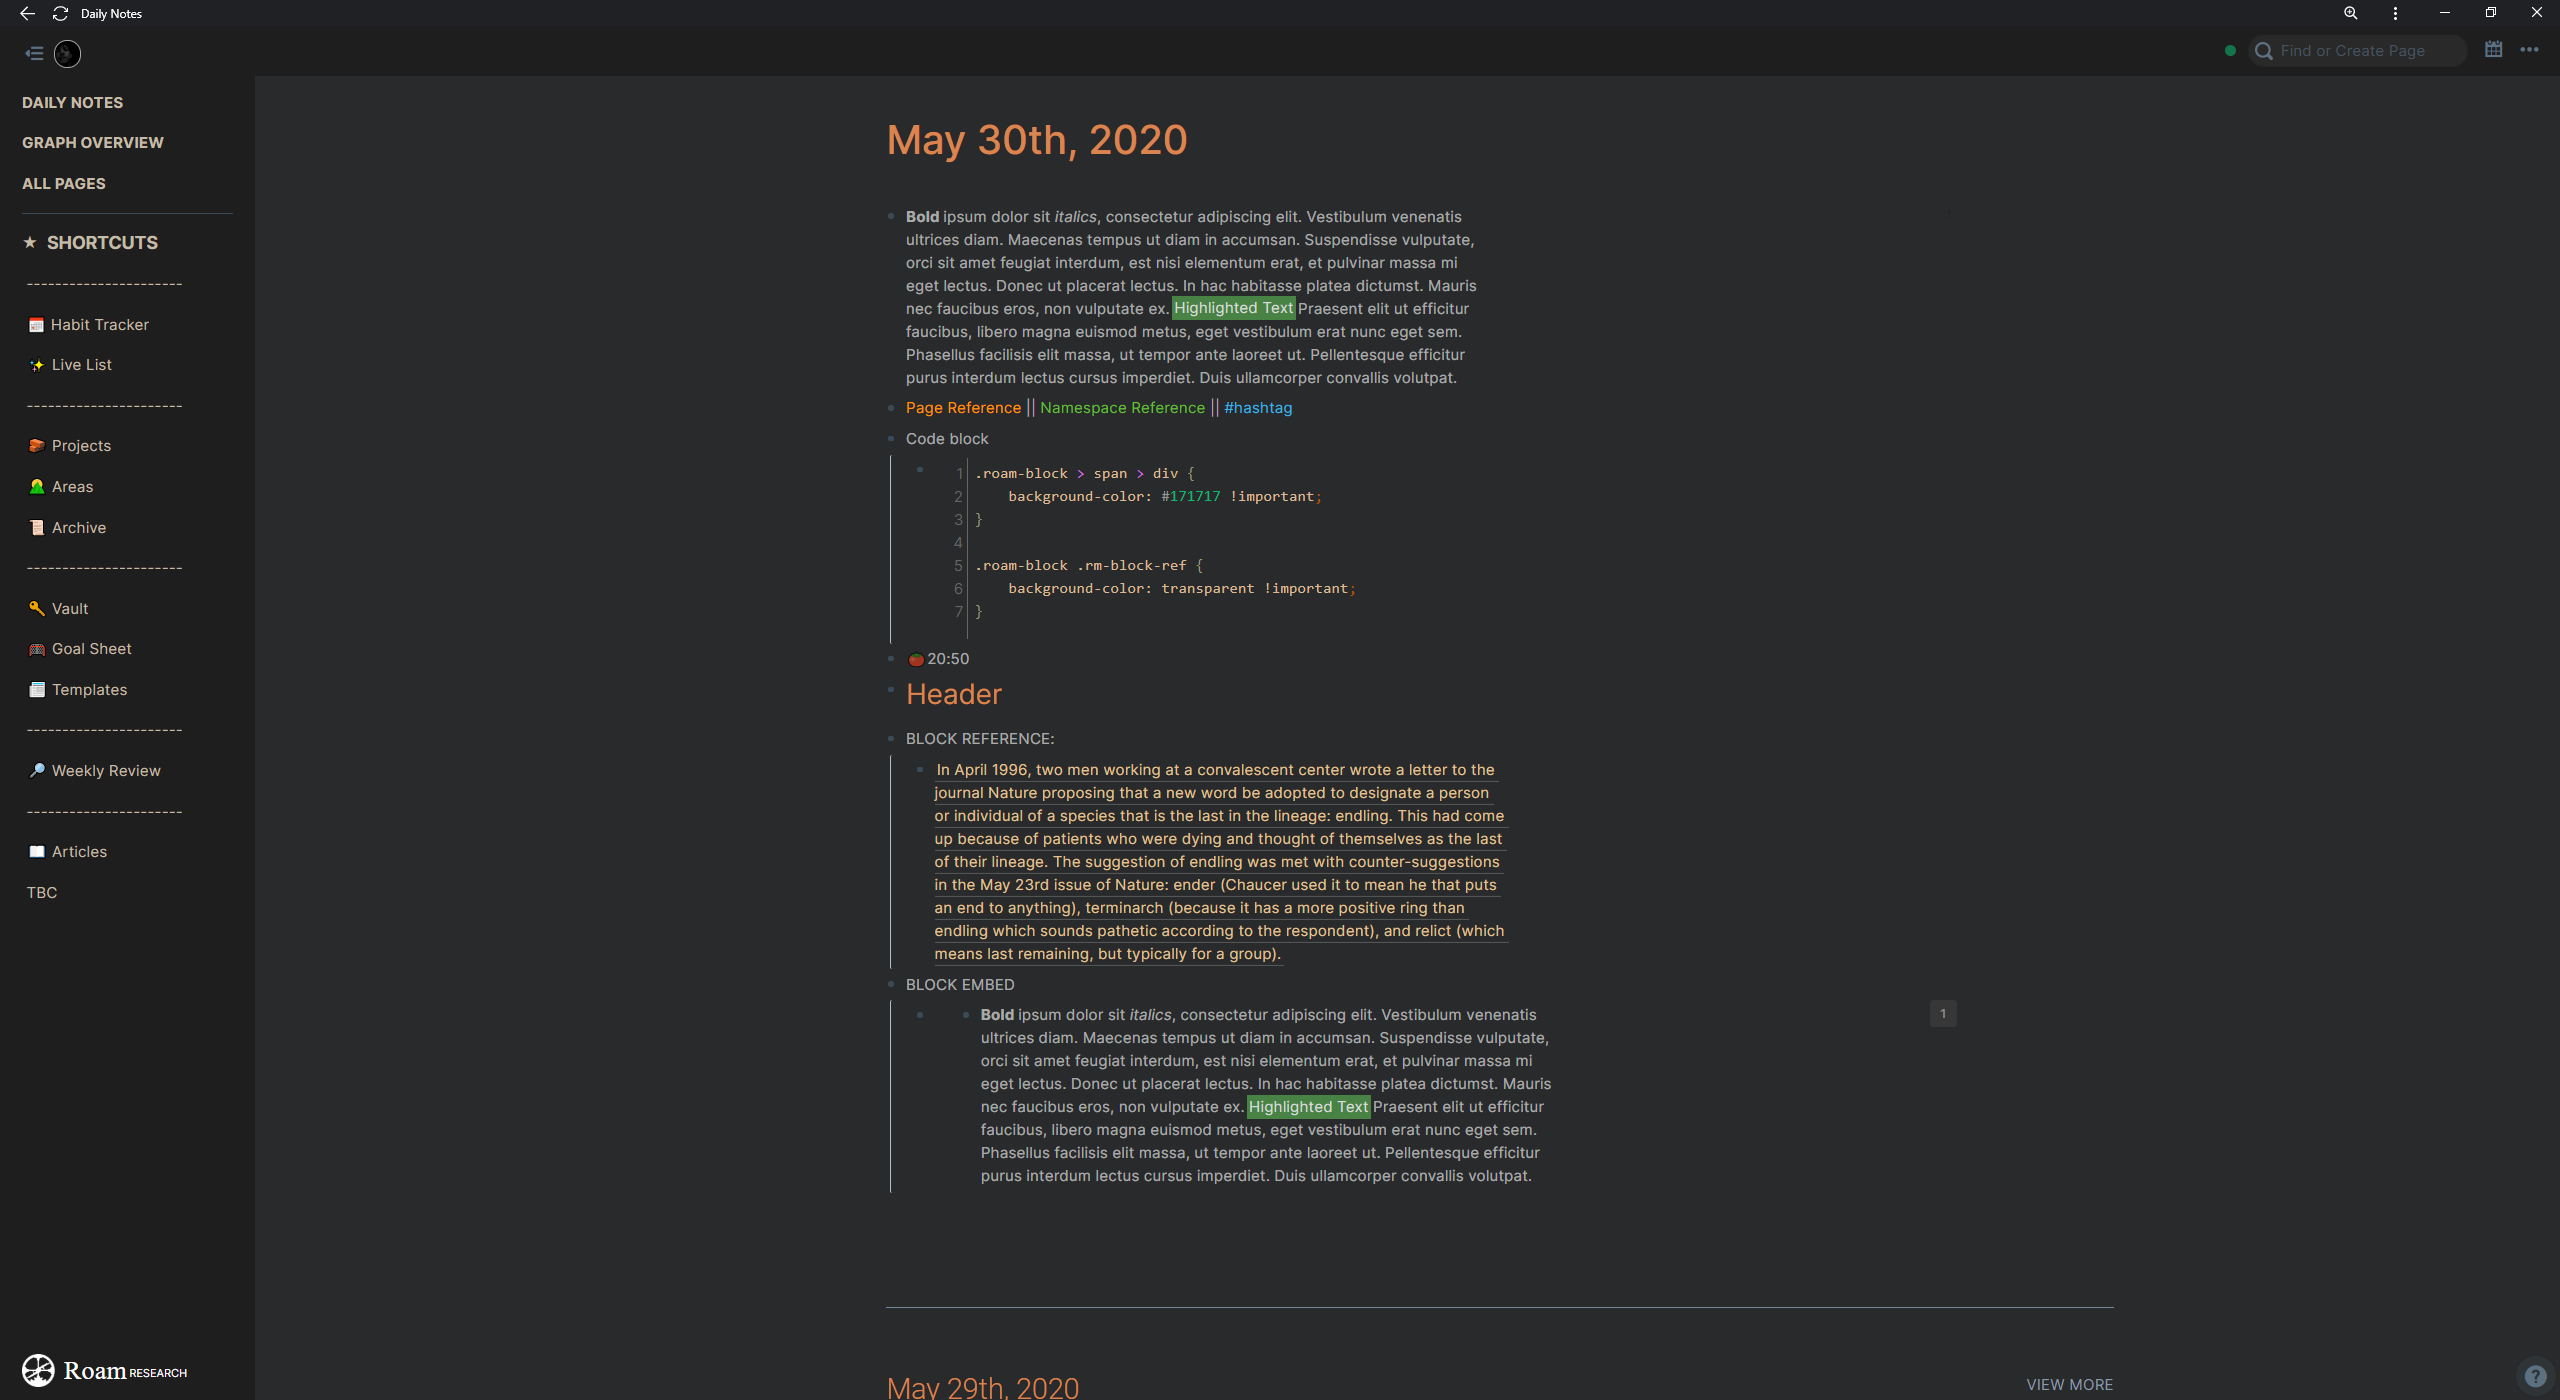 Daily Notes
Find or Create Page
DAILY NOTES
GRAPH OVERVIEW
ALL PAGES
★ SHORTCUTS
----------------------
Habit Tracker
Live List
----------------------
Projects
Areas
Archive
----------------------
Vault
Goal Sheet
Templates
----------------------
Weekly Review
----------------------
Articles
TBC
Roam RESEARCH
May 30th, 2020
Bold ipsum dolor sit italics, consectetur adipiscing elit. Vestibulum venenatis
ultrices diam. Maecenas tempus ut diam in accumsan. Suspendisse vulputate,
orci sit amet feugiat interdum, est nisi elementum erat, et pulvinar massa mi
eget lectus. Donec ut placerat lectus. In hac habitasse platea dictumst. Mauris
nec faucibus eros, non vulputate ex. Highlighted Text Praesent elit ut efficitur
faucibus, libero magna euismod metus, eget vestibulum erat nunc eget sem.
Phasellus facilisis elit massa, ut tempor ante laoreet ut. Pellentesque efficitur
purus interdum lectus cursus imperdiet. Duis ullamcorper convallis volutpat.
Page Reference || Namespace Reference || #hashtag
Code block
1 .roam-block > span > div {
2     background-color: #171717 !important;
3 }
4
5 .roam-block .rm-block-ref {
6     background-color: transparent !important;
7 }
🍅20:50
Header
BLOCK REFERENCE:
In April 1996, two men working at a convalescent center wrote a letter to the
journal Nature proposing that a new word be adopted to designate a person
or individual of a species that is the last in the lineage: endling. This had come
up because of patients who were dying and thought of themselves as the last
of their lineage. The suggestion of endling was met with counter-suggestions
in the May 23rd issue of Nature: ender (Chaucer used it to mean he that puts
an end to anything), terminarch (because it has a more positive ring than
endling which sounds pathetic according to the respondent), and relict (which
means last remaining, but typically for a group).
BLOCK EMBED
Bold ipsum dolor sit italics, consectetur adipiscing elit. Vestibulum venenatis
1
ultrices diam. Maecenas tempus ut diam in accumsan. Suspendisse vulputate,
orci sit amet feugiat interdum, est nisi elementum erat, et pulvinar massa mi
eget lectus. Donec ut placerat lectus. In hac habitasse platea dictumst. Mauris
nec faucibus eros, non vulputate ex. Highlighted Text Praesent elit ut efficitur
faucibus, libero magna euismod metus, eget vestibulum erat nunc eget sem.
Phasellus facilisis elit massa, ut tempor ante laoreet ut. Pellentesque efficitur
purus interdum lectus cursus imperdiet. Duis ullamcorper convallis volutpat.
May 29th, 2020
VIEW MORE
?